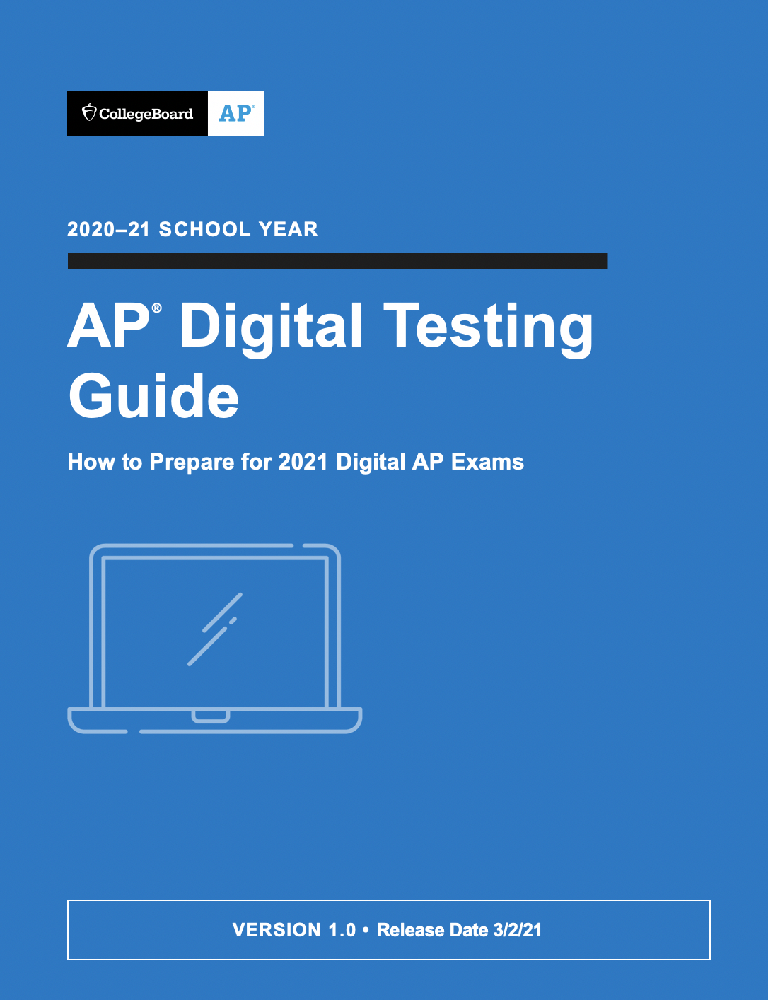 CollegeBoard AP®
2020–21 SCHOOL YEAR
AP® Digital Testing
Guide
How to Prepare for 2021 Digital AP Exams
VERSION 1.0 • Release Date 3/2/21